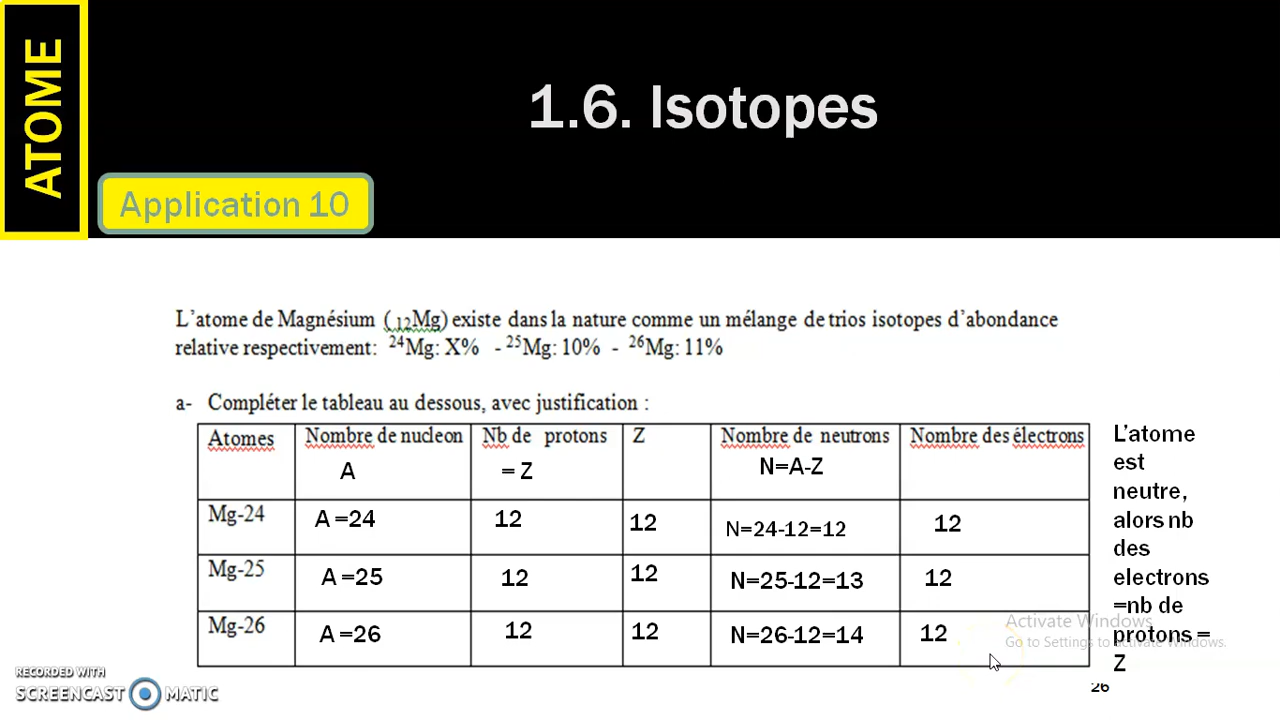 ATOME
1.6. Isotopes
Application 10
L'atome de Magnésium ( ₁₂Mg) existe dans la nature comme un mélange de trios isotopes d'abondance
relative respectivement: ²⁴Mg: X% - ²⁵Mg: 10% - ²⁶Mg: 11%
a- Compléter le tableau au dessous, avec justification :
Atomes Nombre de nucleon Nb de protons Z Nombre de neutrons Nombre des électrons
A = Z N=A-Z
Mg-24 A =24 12 12 N=24-12=12 12
Mg-25 A =25 12 12 N=25-12=13 12
Mg-26 A =26 12 12 N=26-12=14 12
L'atome
est
neutre,
alors nb
des
electrons
=nb de
protons =
Z
Activate Windows
Go to Settings to activate Windows.
RECORDED WITH
SCREENCAST MATIC
26